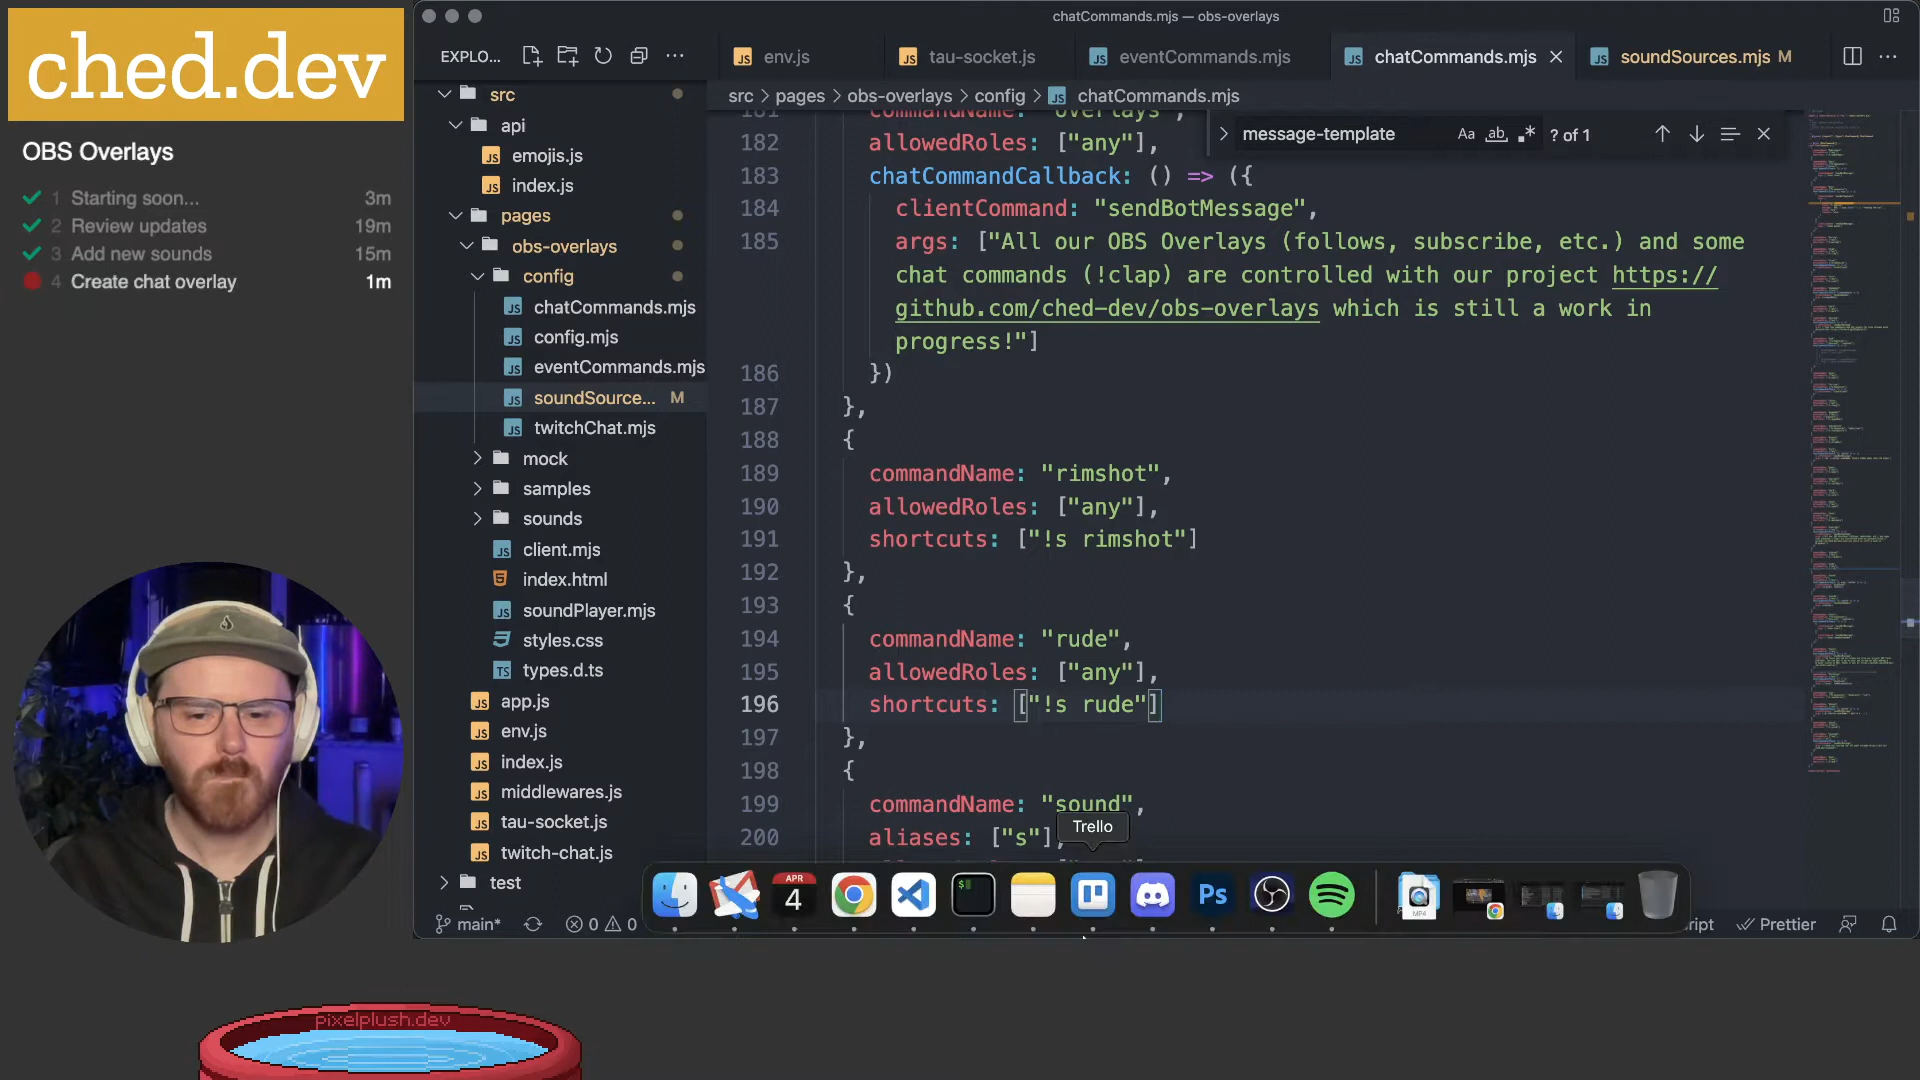 ched.dev
OBS Overlays
1 Starting soon... 3m
2 Review updates 19m
3 Add new sounds 15m
4 Create chat overlay 1m
chatCommands.mjs — obs-overlays
EXPLO...
env.js
tau-socket.js
eventCommands.mjs
chatCommands.mjs
soundSources.mjs M
src > pages > obs-overlays > config > chatCommands.mjs
message-template
Aa
ab
? of 1
src
api
emojis.js
index.js
pages
obs-overlays
config
chatCommands.mjs
config.mjs
eventCommands.mjs
soundSource... M
twitchChat.mjs
mock
samples
sounds
client.mjs
index.html
soundPlayer.mjs
styles.css
types.d.ts
app.js
env.js
index.js
middlewares.js
tau-socket.js
twitch-chat.js
test
181 commandName: "overlays",
182 allowedRoles: ["any"],
183 chatCommandCallback: () => ({
184 clientCommand: "sendBotMessage",
185 args: ["All our OBS Overlays (follows, subscribe, etc.) and some
chat commands (!clap) are controlled with our project https://
github.com/ched-dev/obs-overlays which is still a work in
progress!"]
186 })
187 },
188 {
189 commandName: "rimshot",
190 allowedRoles: ["any"],
191 shortcuts: ["!s rimshot"]
192 },
193 {
194 commandName: "rude",
195 allowedRoles: ["any"],
196 shortcuts: ["!s rude"]
197 },
198 {
199 commandName: "sound",
200 aliases: ["s"],
Trello
APR
4
Ps
MP4
main*
0 0
ript
Prettier
pixelplush.dev